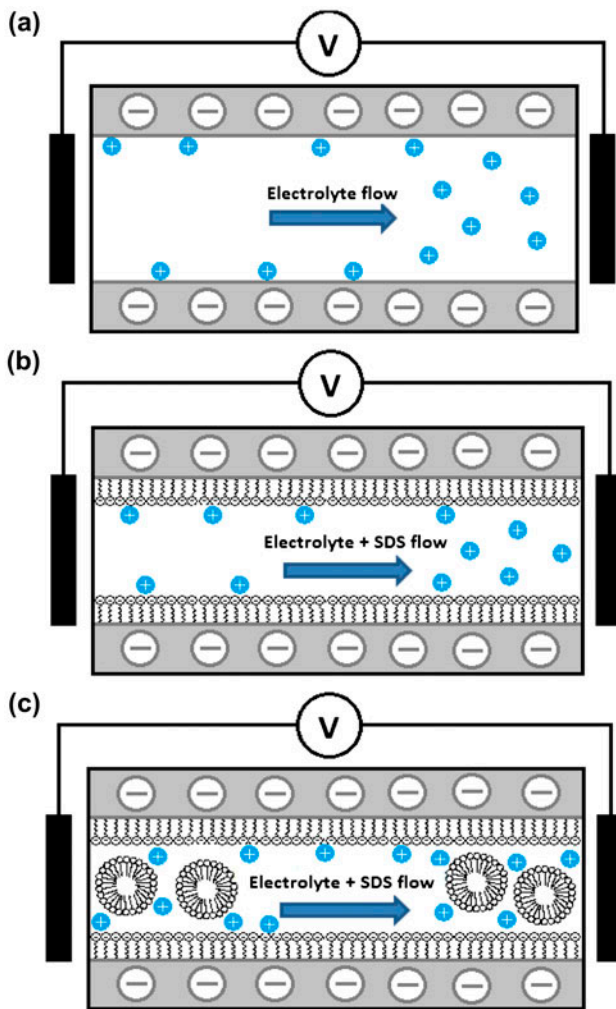 (a)
V
Electrolyte flow
(b)
V
Electrolyte + SDS flow
(c)
V
Electrolyte + SDS flow